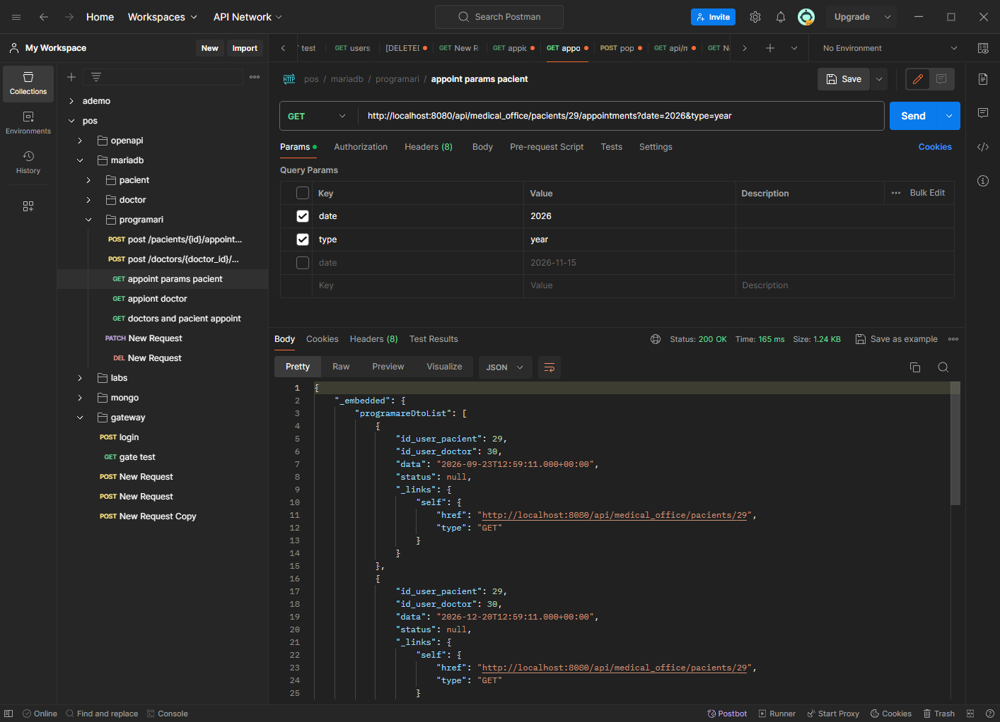 Home Workspaces API Network Search Postman Invite Upgrade
My Workspace New Import
test GET users [DELETE] GET New R GET appic GET appo POST pop GET api/m GET N No Environment
Collections
Environments
History
ademo
pos
openapi
mariadb
pacient
doctor
programari
POST post /pacients/{id}/appoint...
POST post /doctors/{doctor_id}/...
GET appoint params pacient
GET appiont doctor
GET doctors and pacient appoint
PATCH New Request
DEL New Request
labs
mongo
gateway
POST login
GET gate test
POST New Request
POST New Request
POST New Request Copy
HTTP pos / mariadb / programari / appoint params pacient Save
GET http://localhost:8080/api/medical_office/pacients/29/appointments?date=2026&type=year Send
Params Authorization Headers (8) Body Pre-request Script Tests Settings Cookies
Query Params
Key Value Description Bulk Edit
date 2026
type year
date 2026-11-15
Key Value Description
Body Cookies Headers (8) Test Results Status: 200 OK Time: 165 ms Size: 1.24 KB Save as example
Pretty Raw Preview Visualize JSON
1 {
2 "_embedded": {
3 "programareDtoList": [
4 {
5 "id_user_pacient": 29,
6 "id_user_doctor": 30,
7 "data": "2026-09-23T12:59:11.000+00:00",
8 "status": null,
9 "_links": {
10 "self": {
11 "href": "http://localhost:8080/api/medical_office/pacients/29",
12 "type": "GET"
13 }
14 }
15 },
16 {
17 "id_user_pacient": 29,
18 "id_user_doctor": 30,
19 "data": "2026-12-20T12:59:11.000+00:00",
20 "status": null,
21 "_links": {
22 "self": {
23 "href": "http://localhost:8080/api/medical_office/pacients/29",
24 "type": "GET"
25 }
Online Find and replace Console Postbot Runner Start Proxy Cookies Trash